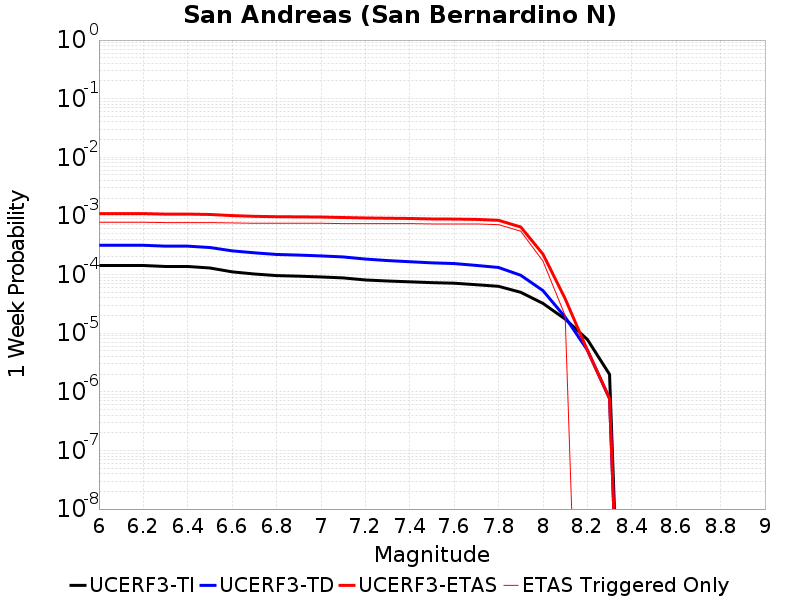 San Andreas (San Bernardino N)
1 Week Probability
10^0
10^-1
10^-2
10^-3
10^-4
10^-5
10^-6
10^-7
10^-8
6 6.2 6.4 6.6 6.8 7 7.2 7.4 7.6 7.8 8 8.2 8.4 8.6 8.8 9
Magnitude
UCERF3-TI UCERF3-TD UCERF3-ETAS ETAS Triggered Only